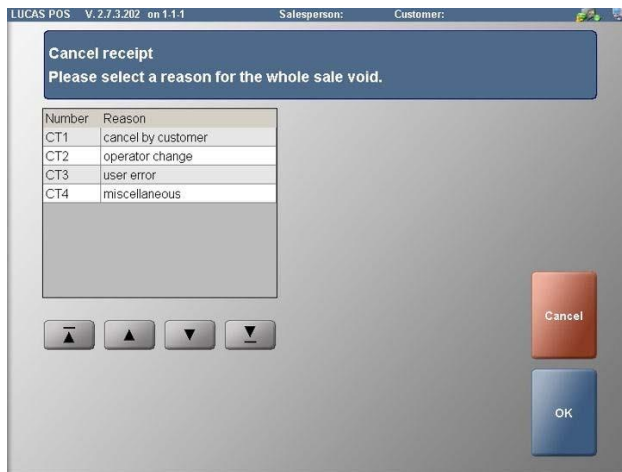 LUCAS POS V. 2.7.3.202 on 1-1-1 Salesperson: Customer:
Cancel receipt
Please select a reason for the whole sale void.
Number Reason
CT1 cancel by customer
CT2 operator change
CT3 user error
CT4 miscellaneous
Cancel
OK